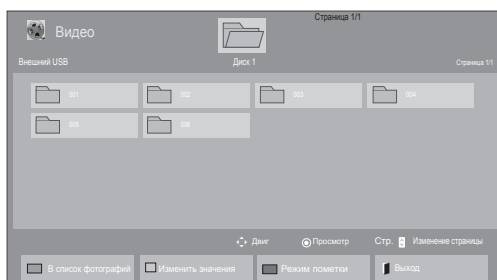 Страница 1/1
Видео
Внешний USB
Диск 1
Страница 1/1
001
002
003
004
005
006
Двиг
Просмотр
Стр.
Изменение страницы
В список фотографий
Изменить значения
Режим пометки
Выход